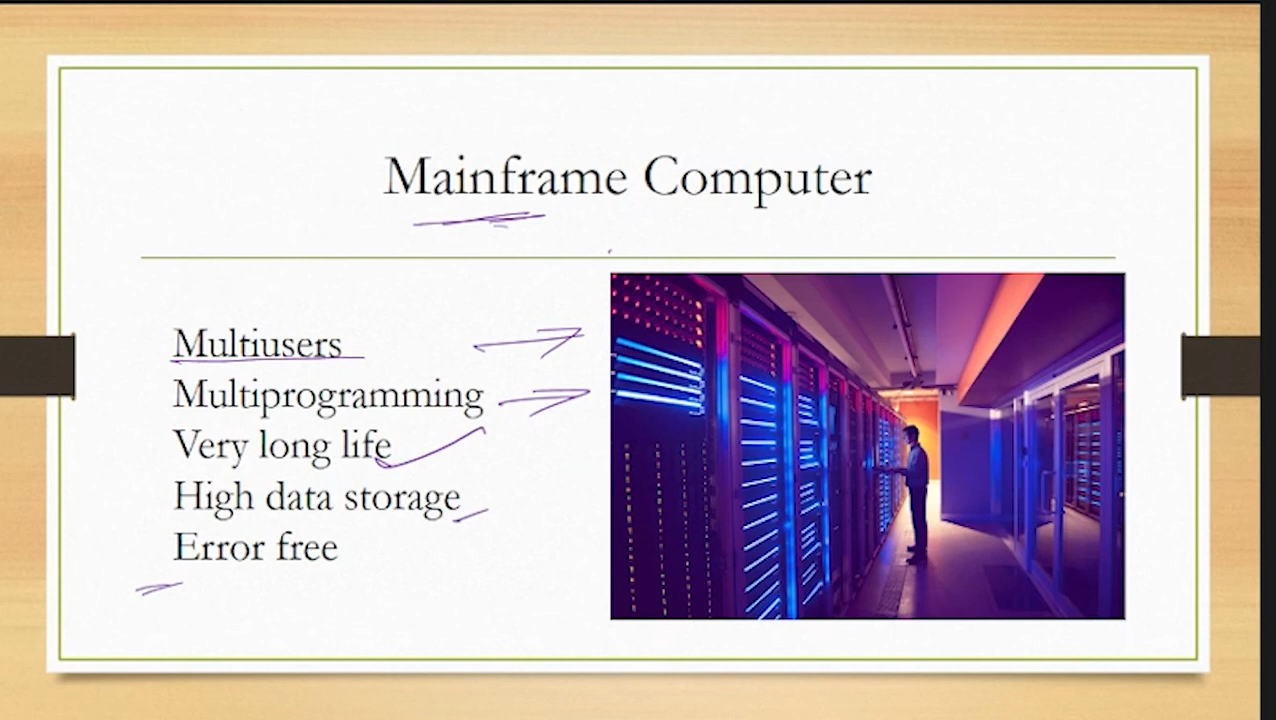 Mainframe Computer
Multiusers
Multiprogramming
Very long life
High data storage
Error free